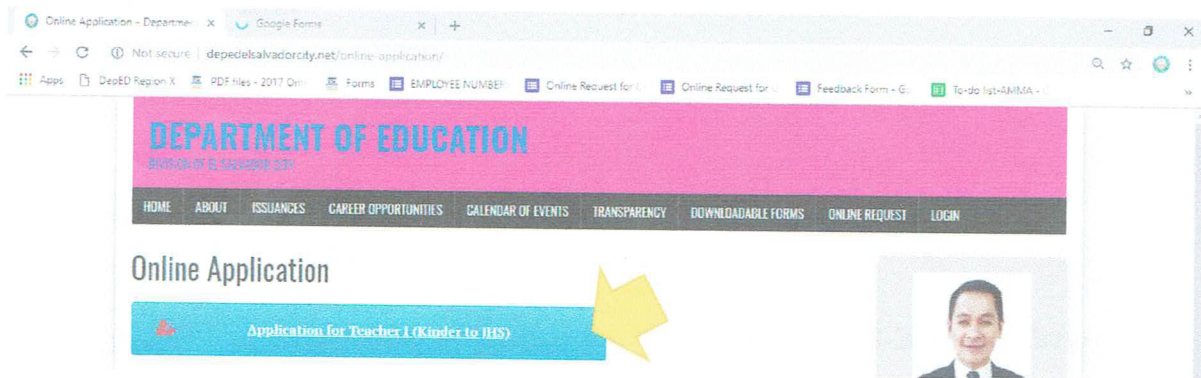 Online Application - Departme
Google Forms
Not secure | depedelsalvadorcity.net/online-application/
Apps
DepED Region X
PDF files - 2017 Om
Forms
EMPLOYEE NUMBER
Online Request for
Online Request for
Feedback Form - G
To-do list-AMMA -
DEPARTMENT OF EDUCATION
DIVISION OF EL SALVADOR CITY
HOME
ABOUT
ISSUANCES
CAREER OPPORTUNITIES
CALENDAR OF EVENTS
TRANSPARENCY
DOWNLOADABLE FORMS
ONLINE REQUEST
LOGIN
Online Application
Application for Teacher I (Kinder to JHS)